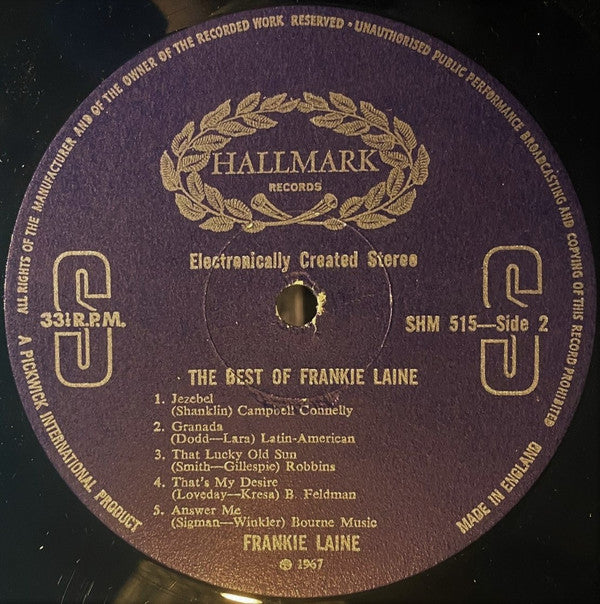 ALL RIGHTS OF THE MANUFACTURER AND OF THE OWNER OF THE RECORDED WORK RESERVED · UNAUTHORISED PUBLIC PERFORMANCE BROADCASTING AND COPYING OF THIS RECORD PROHIBITED
HALLMARK
RECORDS
Electronically Created Stereo
S S
33⅓ R.P.M.
SHM 515—Side 2
THE BEST OF FRANKIE LAINE
1. Jezebel
(Shanklin) Campbell Connelly
2. Granada
(Dodd—Lara) Latin-American
3. That Lucky Old Sun
(Smith—Gillespie) Robbins
4. That's My Desire
(Loveday—Kresa) B. Feldman
5. Answer Me
(Sigman—Winkler) Bourne Music
FRANKIE LAINE
℗ 1967
A PICKWICK INTERNATIONAL PRODUCT
MADE IN ENGLAND